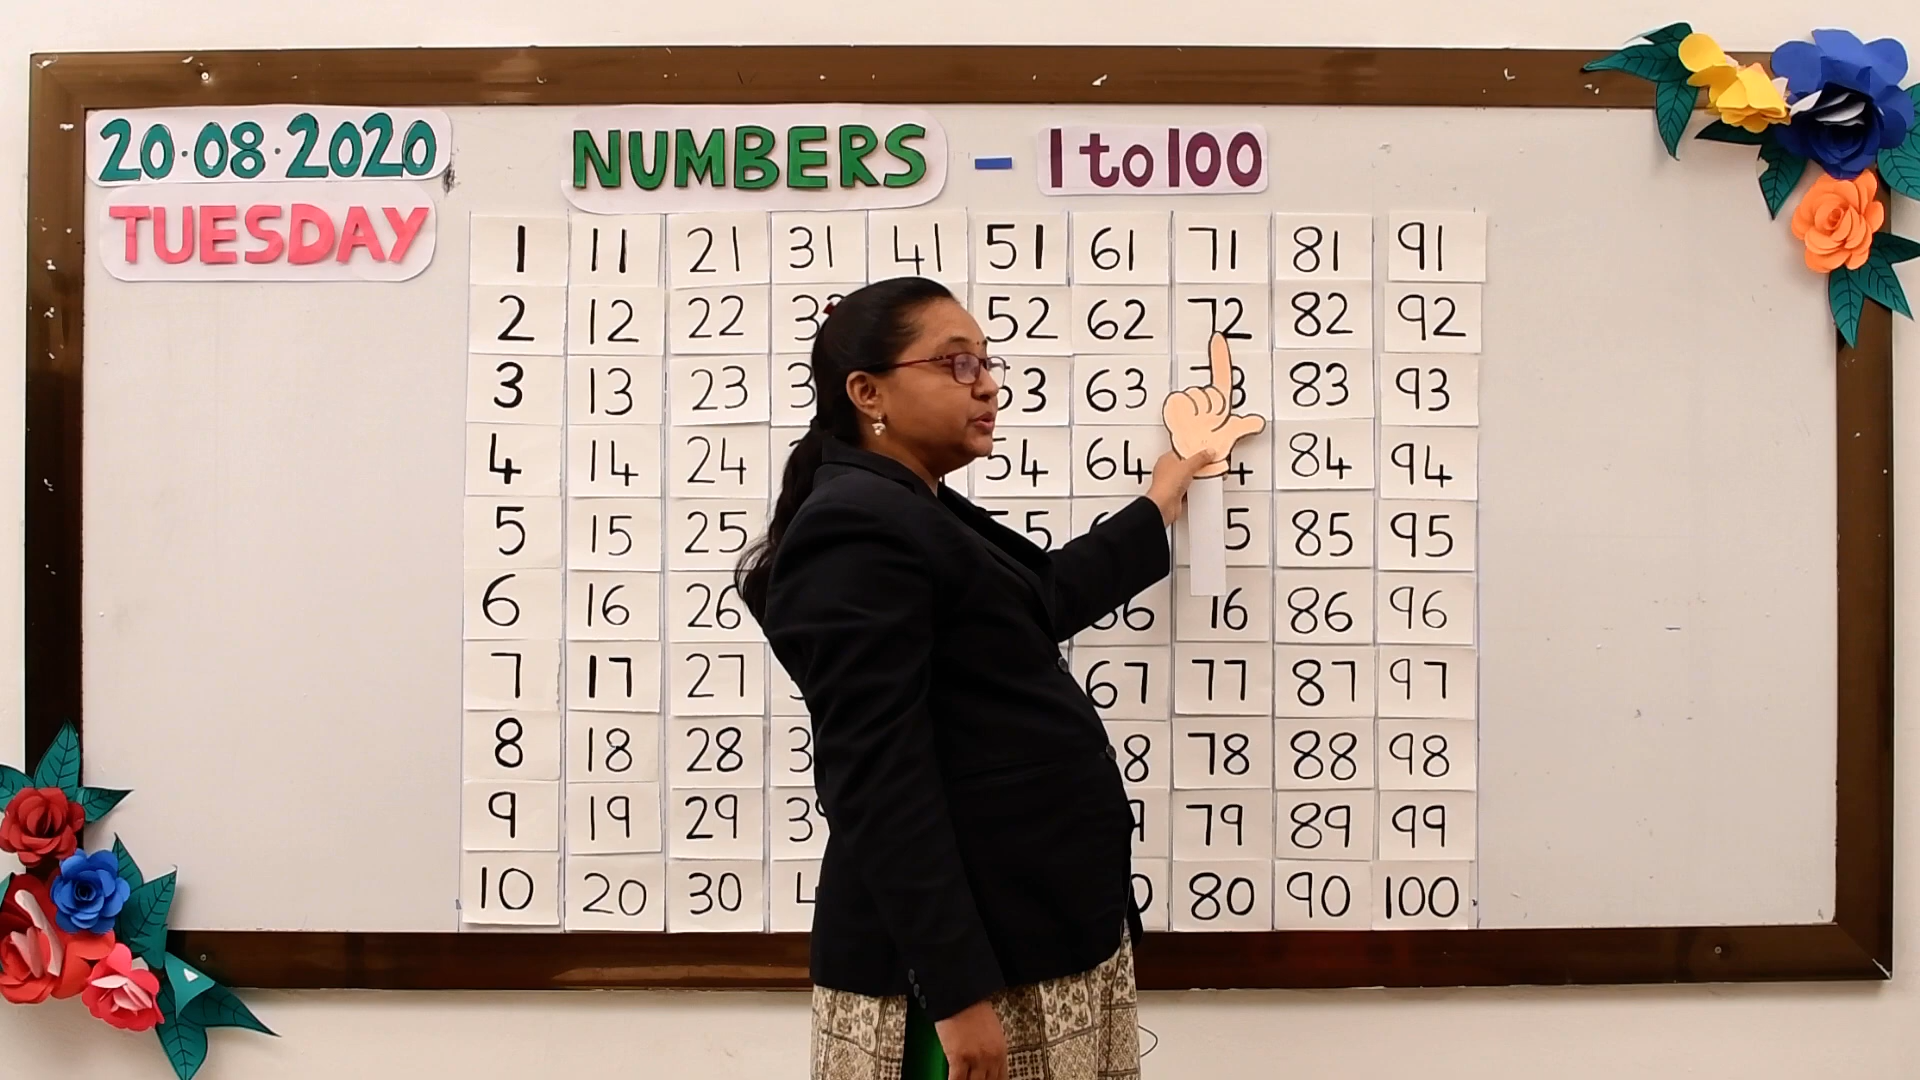 20·08·2020 NUMBERS - 1 to 100
TUESDAY
1 11 21 31 41 51 61 71 81 91
2 12 22 52 62 72 82 92
3 13 23 63 83 93
4 14 24 54 64 84 94
5 15 25 85 95
6 16 26 86 96
7 17 27 67 77 87 97
8 18 28 78 88 98
9 19 29 79 89 99
10 20 30 80 90 100